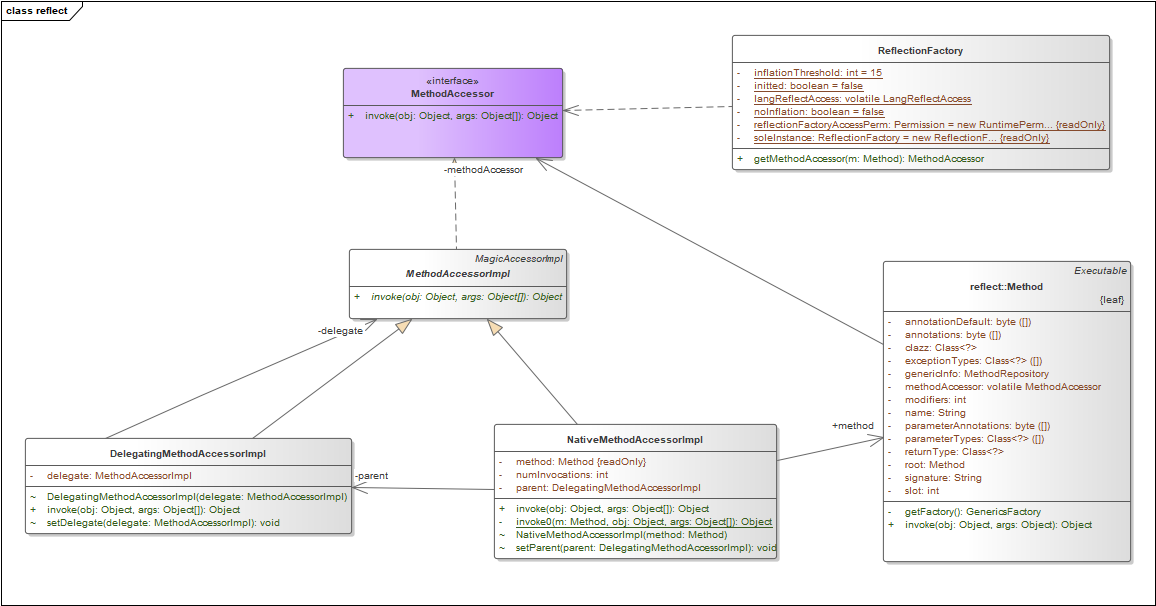 class reflect
ReflectionFactory
- inflationThreshold: int = 15
- initted: boolean = false
- langReflectAccess: volatile LangReflectAccess
- noInflation: boolean = false
- reflectionFactoryAccessPerm: Permission = new RuntimePerm... {readOnly}
- soleInstance: ReflectionFactory = new ReflectionF... {readOnly}
+ getMethodAccessor(m: Method): MethodAccessor
«interface»
MethodAccessor
+ invoke(obj: Object, args: Object[]): Object
-methodAccessor
MagicAccessorImpl
MethodAccessorImpl
+ invoke(obj: Object, args: Object[]): Object
-delegate
Executable
reflect::Method
{leaf}
- annotationDefault: byte ([])
- annotations: byte ([])
- clazz: Class<?>
- exceptionTypes: Class<?> ([])
- genericInfo: MethodRepository
- methodAccessor: volatile MethodAccessor
- modifiers: int
- name: String
- parameterAnnotations: byte ([])
- parameterTypes: Class<?> ([])
- returnType: Class<?>
- root: Method
- signature: String
- slot: int
- getFactory(): GenericsFactory
+ invoke(obj: Object, args: Object): Object
+method
DelegatingMethodAccessorImpl
- delegate: MethodAccessorImpl
~ DelegatingMethodAccessorImpl(delegate: MethodAccessorImpl)
+ invoke(obj: Object, args: Object[]): Object
~ setDelegate(delegate: MethodAccessorImpl): void
-parent
NativeMethodAccessorImpl
- method: Method {readOnly}
- numInvocations: int
- parent: DelegatingMethodAccessorImpl
+ invoke(obj: Object, args: Object[]): Object
- invoke0(m: Method, obj: Object, args: Object[]): Object
~ NativeMethodAccessorImpl(method: Method)
~ setParent(parent: DelegatingMethodAccessorImpl): void